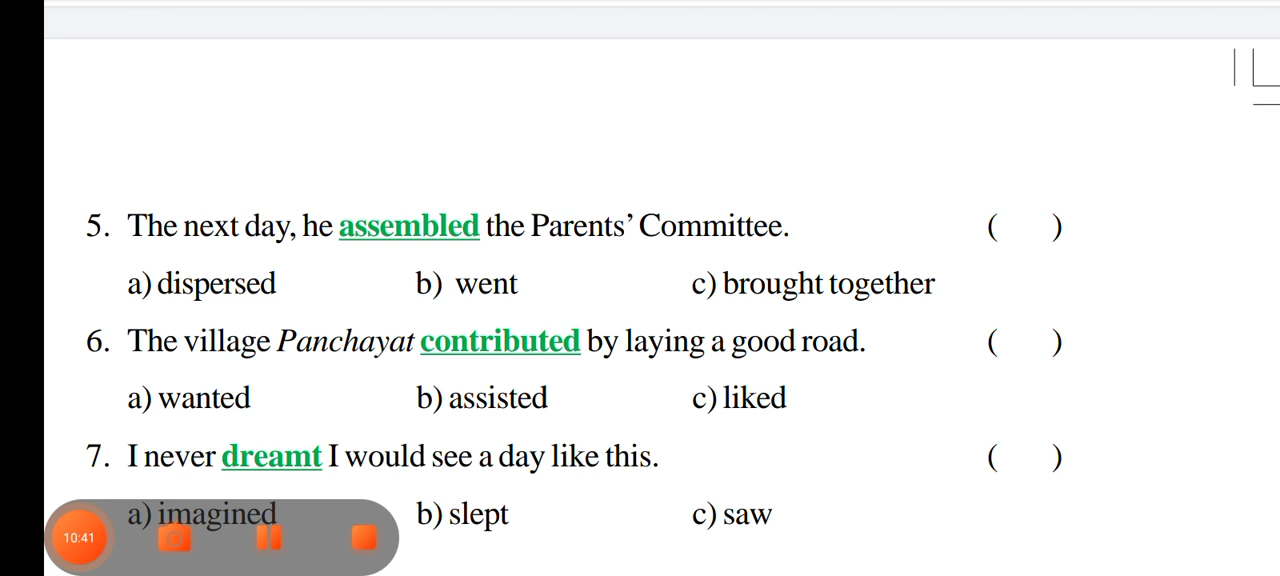 5. The next day, he assembled the Parents’ Committee. ( )
a) dispersed b) went c) brought together
6. The village Panchayat contributed by laying a good road. ( )
a) wanted b) assisted c) liked
7. I never dreamt I would see a day like this. ( )
a) imagined b) slept c) saw
10:41